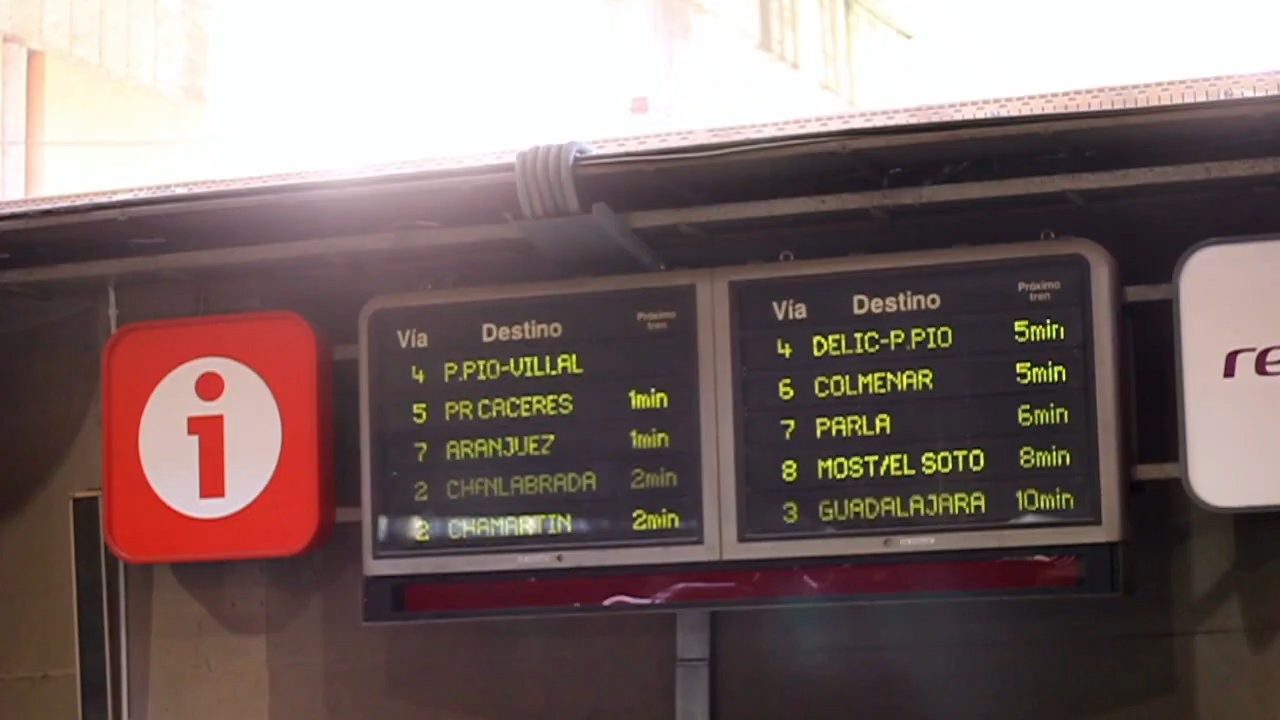 i
Vía Destino Próximo tren
4 P.PIO-VILLAL
5 PR CACERES 1min
7 ARANJUEZ 1min
2 2min
2 CHAMARTIN 2min
Vía Destino Próximo tren
4 DELIC-P.PIO 5min
6 COLMENAR 5min
7 PARLA 6min
8 MOST/EL SOTO 8min
3 GUADALAJARA 10min
re